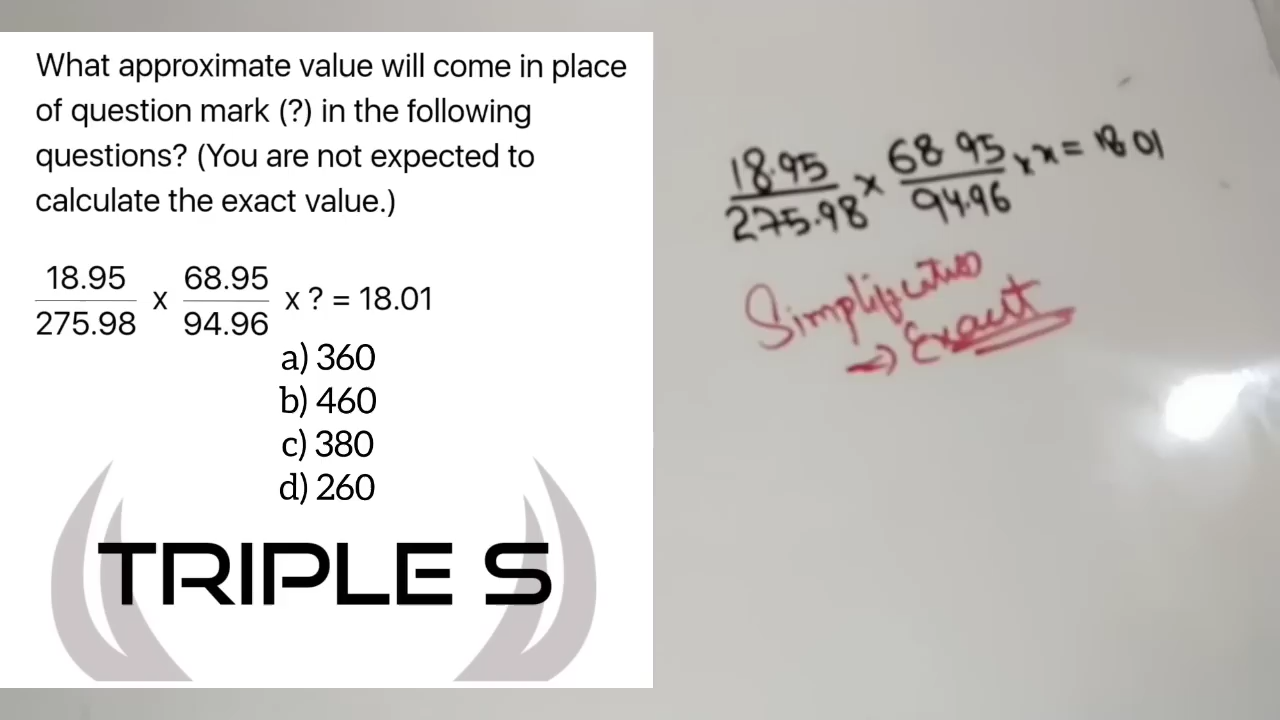 What approximate value will come in place
of question mark (?) in the following
questions? (You are not expected to
calculate the exact value.)
18.95/275.98 x 68.95/94.96 x ? = 18.01
a) 360
b) 460
c) 380
d) 260
TRIPLE S
18.95/275.98 x 68.95/94.96 x x = 18 01
Simplification
=> Exact